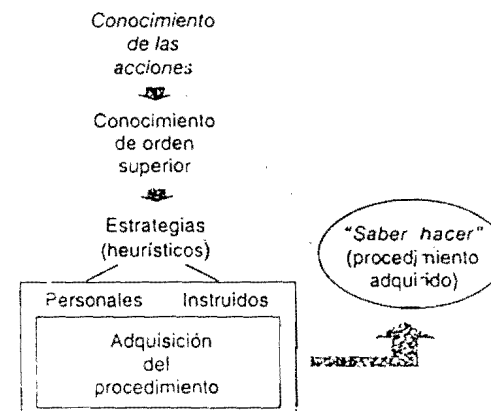 Conocimiento
de las
acciones
Conocimiento
de orden
superior
Estrategias
(heurísticos)
Personales Instruidos
Adquisición
del
procedimiento
"Saber hacer"
(procedimiento
adquirido)